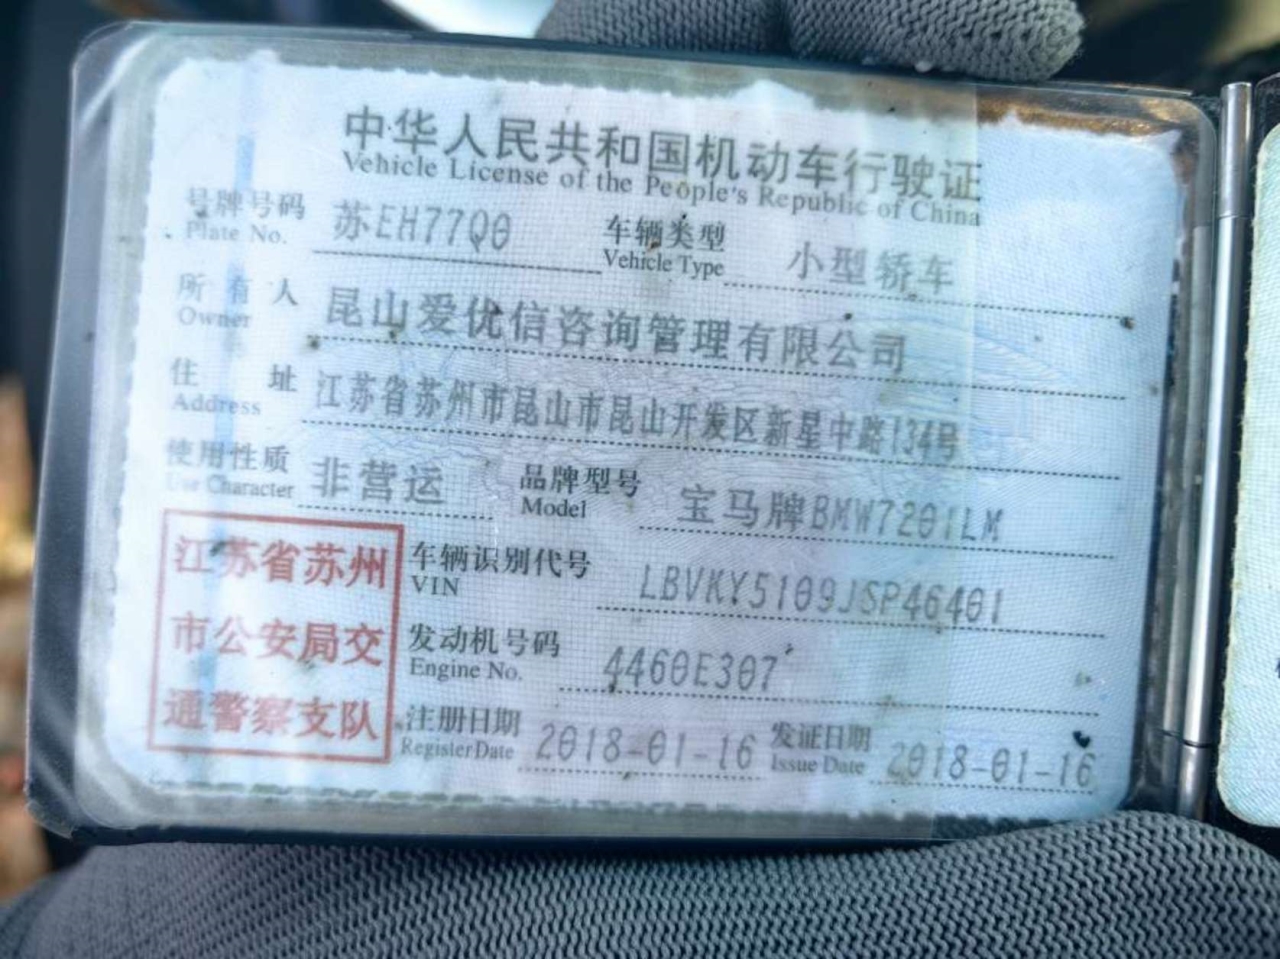 中华人民共和国机动车行驶证
Vehicle License of the People's Republic of China
号牌号码 苏EH77Q0 车辆类型 小型轿车
Plate No. Vehicle Type
所有人 昆山爱优信咨询管理有限公司
Owner
住址 江苏省苏州市昆山市昆山开发区新星中路134号
Address
使用性质 非营运 品牌型号 宝马牌BMW7201LM
Use Character Model
江苏省苏州 车辆识别代号 LBVKY5109JSP46401
VIN
市公安局交 发动机号码 4460E307
Engine No.
通警察支队 注册日期 2018-01-16 发证日期 2018-01-16
Register Date Issue Date